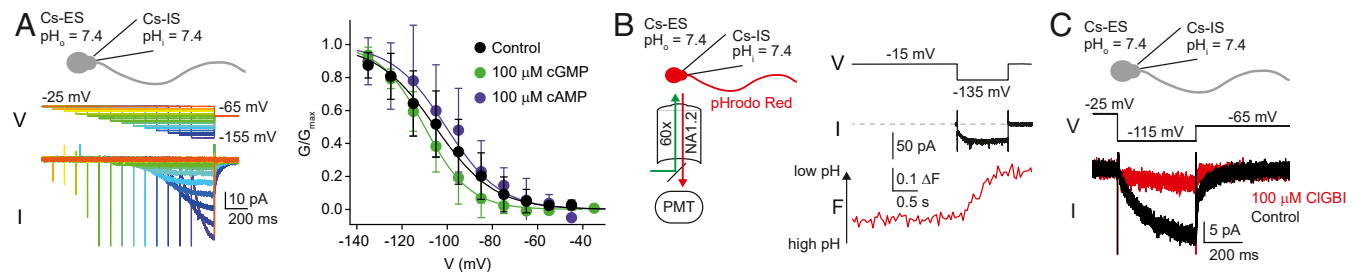 A
Cs-ES
pHo = 7.4
Cs-IS
pHi = 7.4
-25 mV
-65 mV
V
-155 mV
I
10 pA
200 ms
G/Gmax
1.0
0.8
0.6
0.4
0.2
0.0
-140 -120 -100 -80 -60 -40
V (mV)
Control
100 µM cGMP
100 µM cAMP
B
Cs-ES
pHo = 7.4
Cs-IS
pHi = 7.4
pHrodo Red
60x
NA1.2
PMT
-15 mV
V
-135 mV
I
50 pA
low pH
0.1 ΔF
0.5 s
F
high pH
C
Cs-ES
pHo = 7.4
Cs-IS
pHi = 7.4
-25 mV
-65 mV
V
-115 mV
I
100 µM ClGBI
Control
5 pA
200 ms